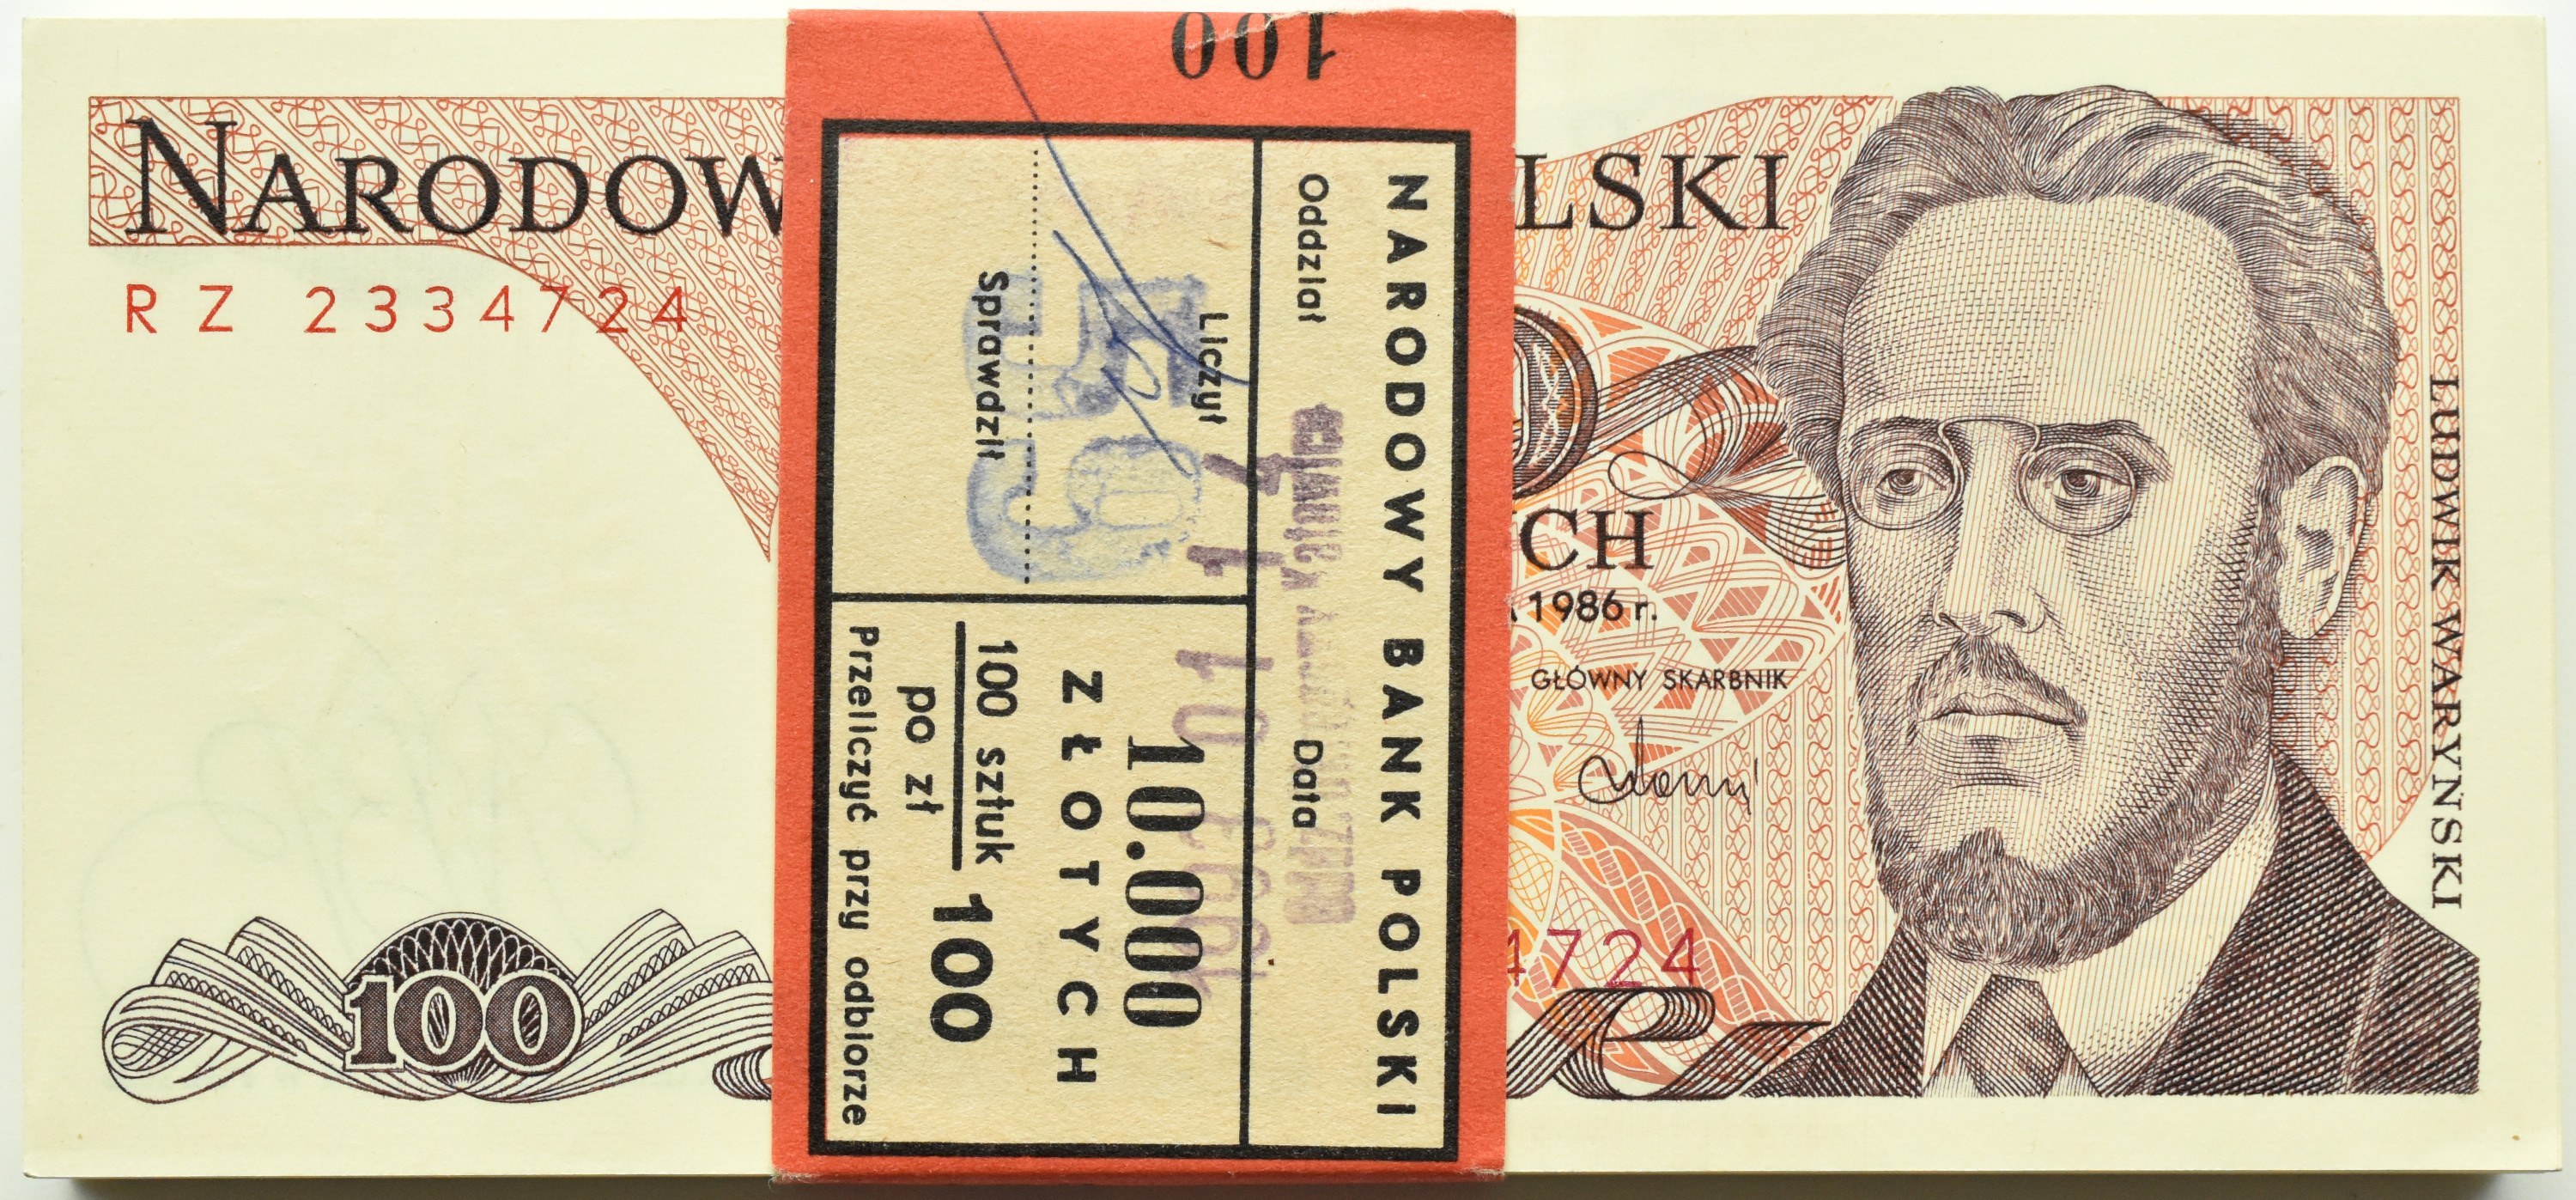 NARODOW
LSKI
RZ 2334724
CH
1986 r.
GŁÓWNY SKARBNIK
4724
100
LUDWIK WARYŃSKI
100
NARODOWY BANK POLSKI
Oddział
Data
Liczył
Sprawdził
10.000
ZŁOTYCH
100 sztuk
po zł 100
Przeliczyć przy odbiorze